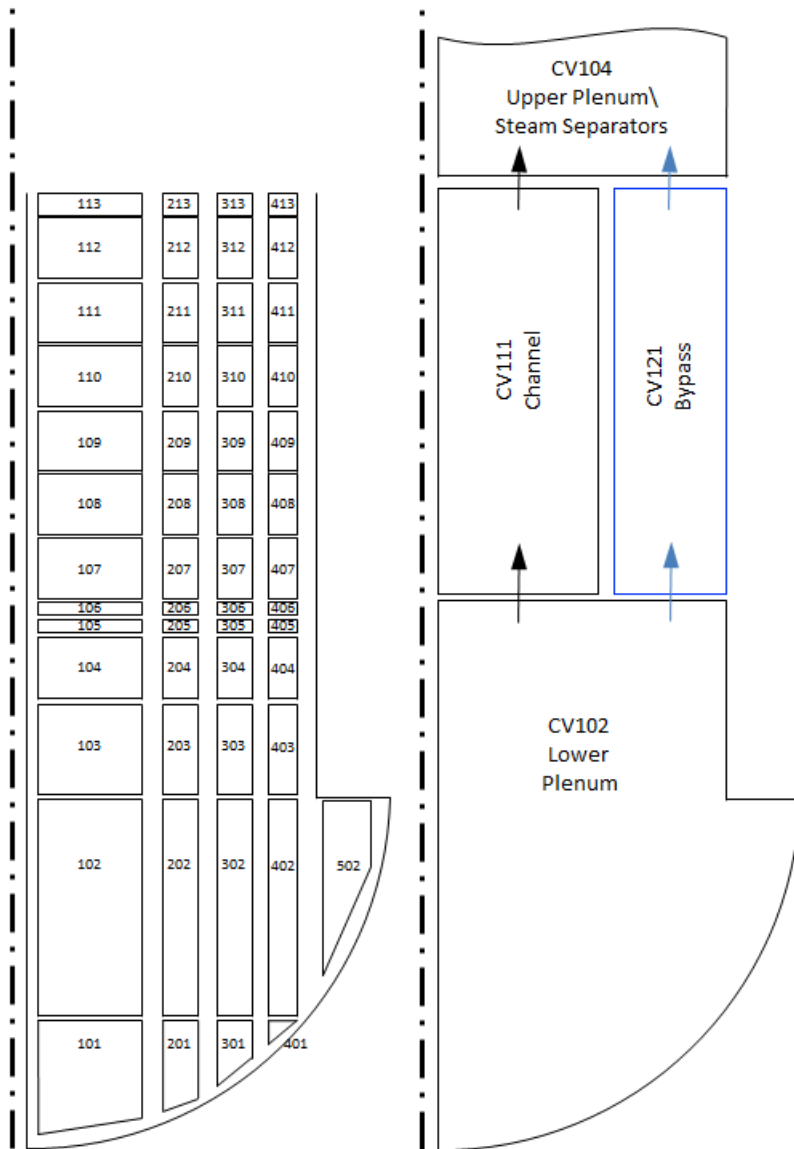 CV104
Upper Plenum\
Steam Separators
113 213 313 413
112 212 312 412
111 211 311 411
110 210 310 410
CV111
Channel
CV121
Bypass
109 209 309 409
108 208 308 408
107 207 307 407
106 206 306 406
105 205 305 405
104 204 304 404
103 203 303 403
CV102
Lower
Plenum
102 202 302 402 502
101 201 301 401